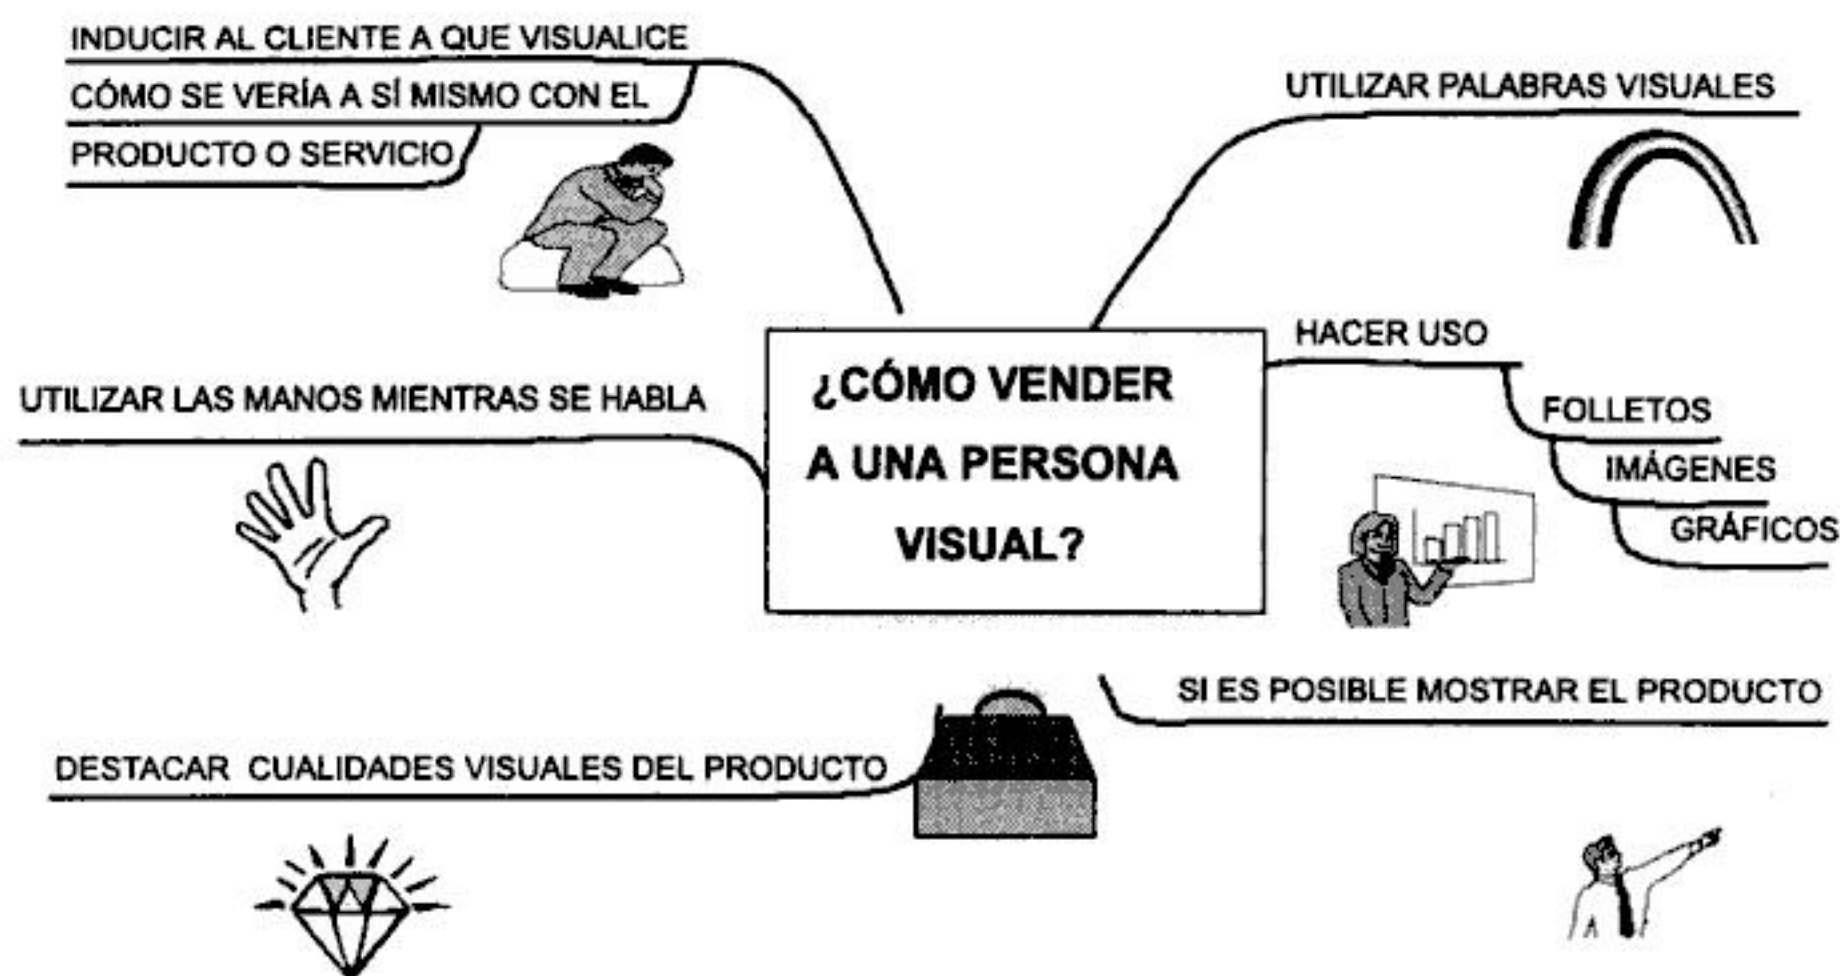 INDUCIR AL CLIENTE A QUE VISUALICE
CÓMO SE VERÍA A SÍ MISMO CON EL
PRODUCTO O SERVICIO
UTILIZAR PALABRAS VISUALES
¿CÓMO VENDER
A UNA PERSONA
VISUAL?
HACER USO
FOLLETOS
IMÁGENES
GRÁFICOS
UTILIZAR LAS MANOS MIENTRAS SE HABLA
SI ES POSIBLE MOSTRAR EL PRODUCTO
DESTACAR CUALIDADES VISUALES DEL PRODUCTO